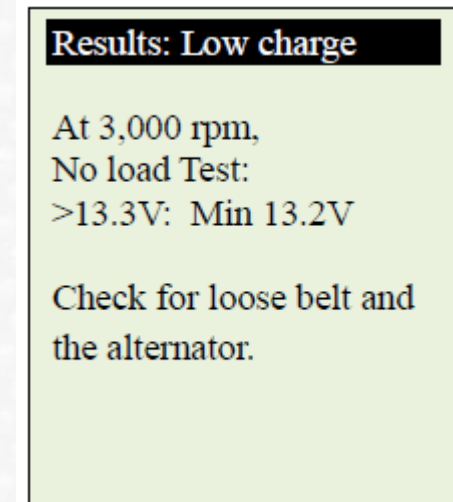 Results: Low charge
At 3,000 rpm,
No load Test:
>13.3V:  Min 13.2V
Check for loose belt and
the alternator.